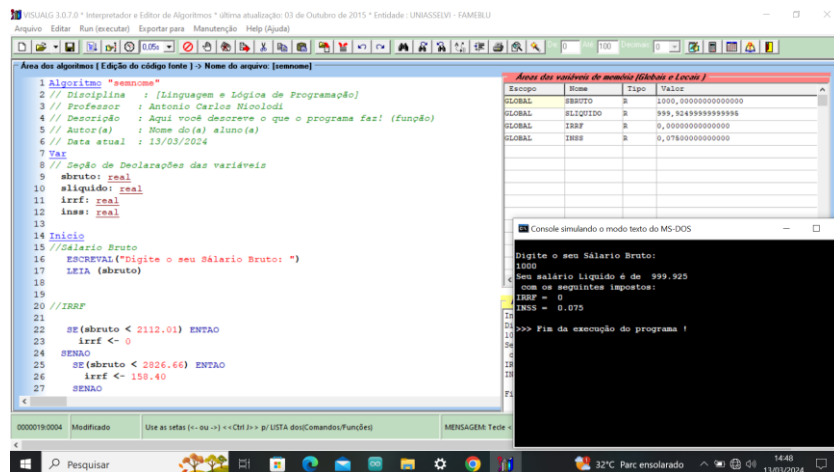 VISUALG 3.0.7.0 * Interpretador e Editor de Algoritmos * última atualização: 03 de Outubro de 2015 * Entidade : UNIASSELVI - FAMEBLU
Arquivo Editar Run (executar) Exportar para Manutenção Help (Ajuda)
0,05s De 0 Até 100 Decimais: 0
Área dos algoritmos ( Edição do código fonte ) -> Nome do arquivo: [semnome]
1 Algoritmo "semnome"
2 // Disciplina : [Linguagem e Lógica de Programação]
3 // Professor : Antonio Carlos Nicolodi
4 // Descrição : Aqui você descreve o que o programa faz! (função)
5 // Autor(a) : Nome do(a) aluno(a)
6 // Data atual : 13/03/2024
7 Var
8 // Seção de Declarações das variáveis
9 sbruto: real
10 sliquido: real
11 irrf: real
12 inss: real
13
14 Inicio
15 //Sálario Bruto
16 ESCREVAL("Digite o seu Sálario Bruto: ")
17 LEIA (sbruto)
18
19
20 //IRRF
21
22 SE(sbruto < 2112.01) ENTAO
23 irrf <- 0
24 SENAO
25 SE(sbruto < 2826.66) ENTAO
26 irrf <- 158.40
27 SENAO
Áreas das variáveis de memória (Globais e Locais )
Escopo Nome Tipo Valor
GLOBAL SBRUTO R 1000,00000000000000
GLOBAL SLIQUIDO R 999,92499999999995
GLOBAL IRRF R 0,00000000000000
GLOBAL INSS R 0,07500000000000
Console simulando o modo texto do MS-DOS
Digite o seu Sálario Bruto:
1000
Seu salário Liquido é de 999.925
com os seguintes impostos:
IRRF = 0
INSS = 0.075
>>> Fim da execução do programa !
0000019:0004 Modificado Use as setas (<- ou ->) <<Ctrl J>> p/ LISTA dos(Comandos/Funções) MENSAGEM: Tecle <
Pesquisar
32°C Parc ensolarado
14:48
13/03/2024